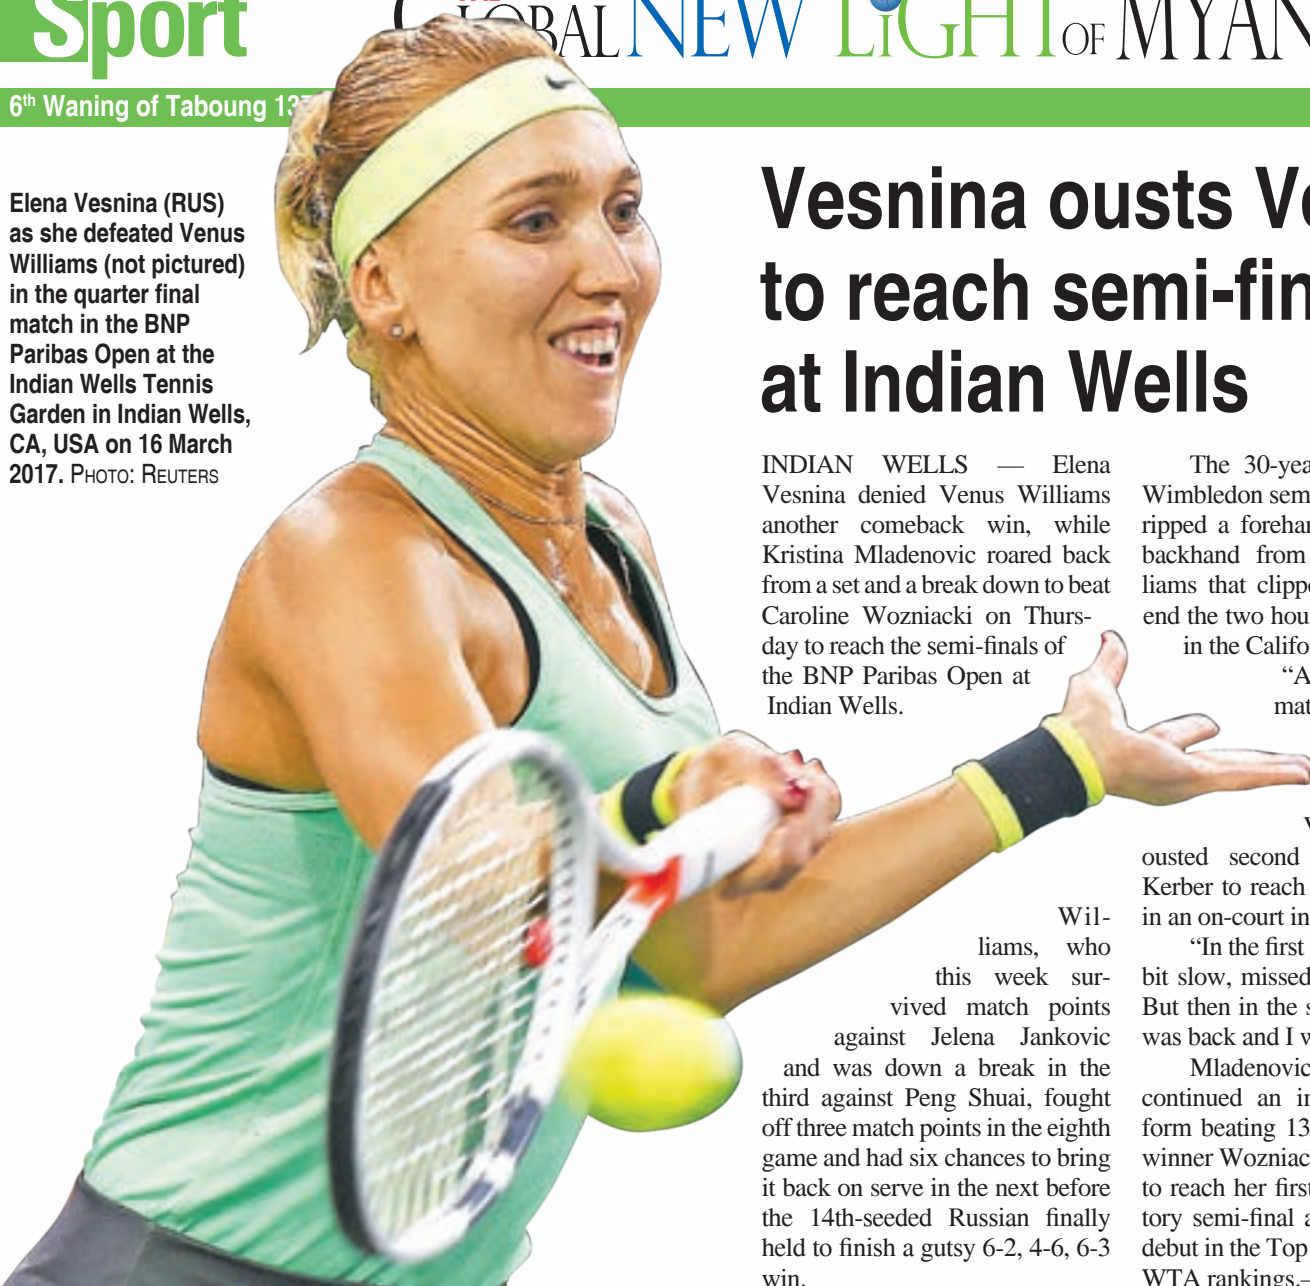 Sport
GLOBAL NEW LIGHT OF MYAN
6th Waning of Taboung 13
Elena Vesnina (RUS)
as she defeated Venus
Williams (not pictured)
in the quarter final
match in the BNP
Paribas Open at the
Indian Wells Tennis
Garden in Indian Wells,
CA, USA on 16 March
2017. PHOTO: REUTERS
Vesnina ousts Ve
to reach semi-fin
at Indian Wells
INDIAN WELLS — Elena
Vesnina denied Venus Williams
another comeback win, while
Kristina Mladenovic roared back
from a set and a break down to beat
Caroline Wozniacki on Thurs-
day to reach the semi-finals of
the BNP Paribas Open at
Indian Wells.
Wil-
liams, who
this week sur-
vived match points
against Jelena Jankovic
and was down a break in the
third against Peng Shuai, fought
off three match points in the eighth
game and had six chances to bring
it back on serve in the next before
the 14th-seeded Russian finally
held to finish a gutsy 6-2, 4-6, 6-3
win.
The 30-yea
Wimbledon sem
ripped a forehan
backhand from
liams that clippe
end the two hou
in the Califo
“A
mat
ousted second
Kerber to reach
in an on-court in
“In the first
bit slow, missed
But then in the s
was back and I w
Mladenovic
continued an in
form beating 13
winner Wozniac
to reach her first
tory semi-final a
debut in the Top
WTA rankings.—